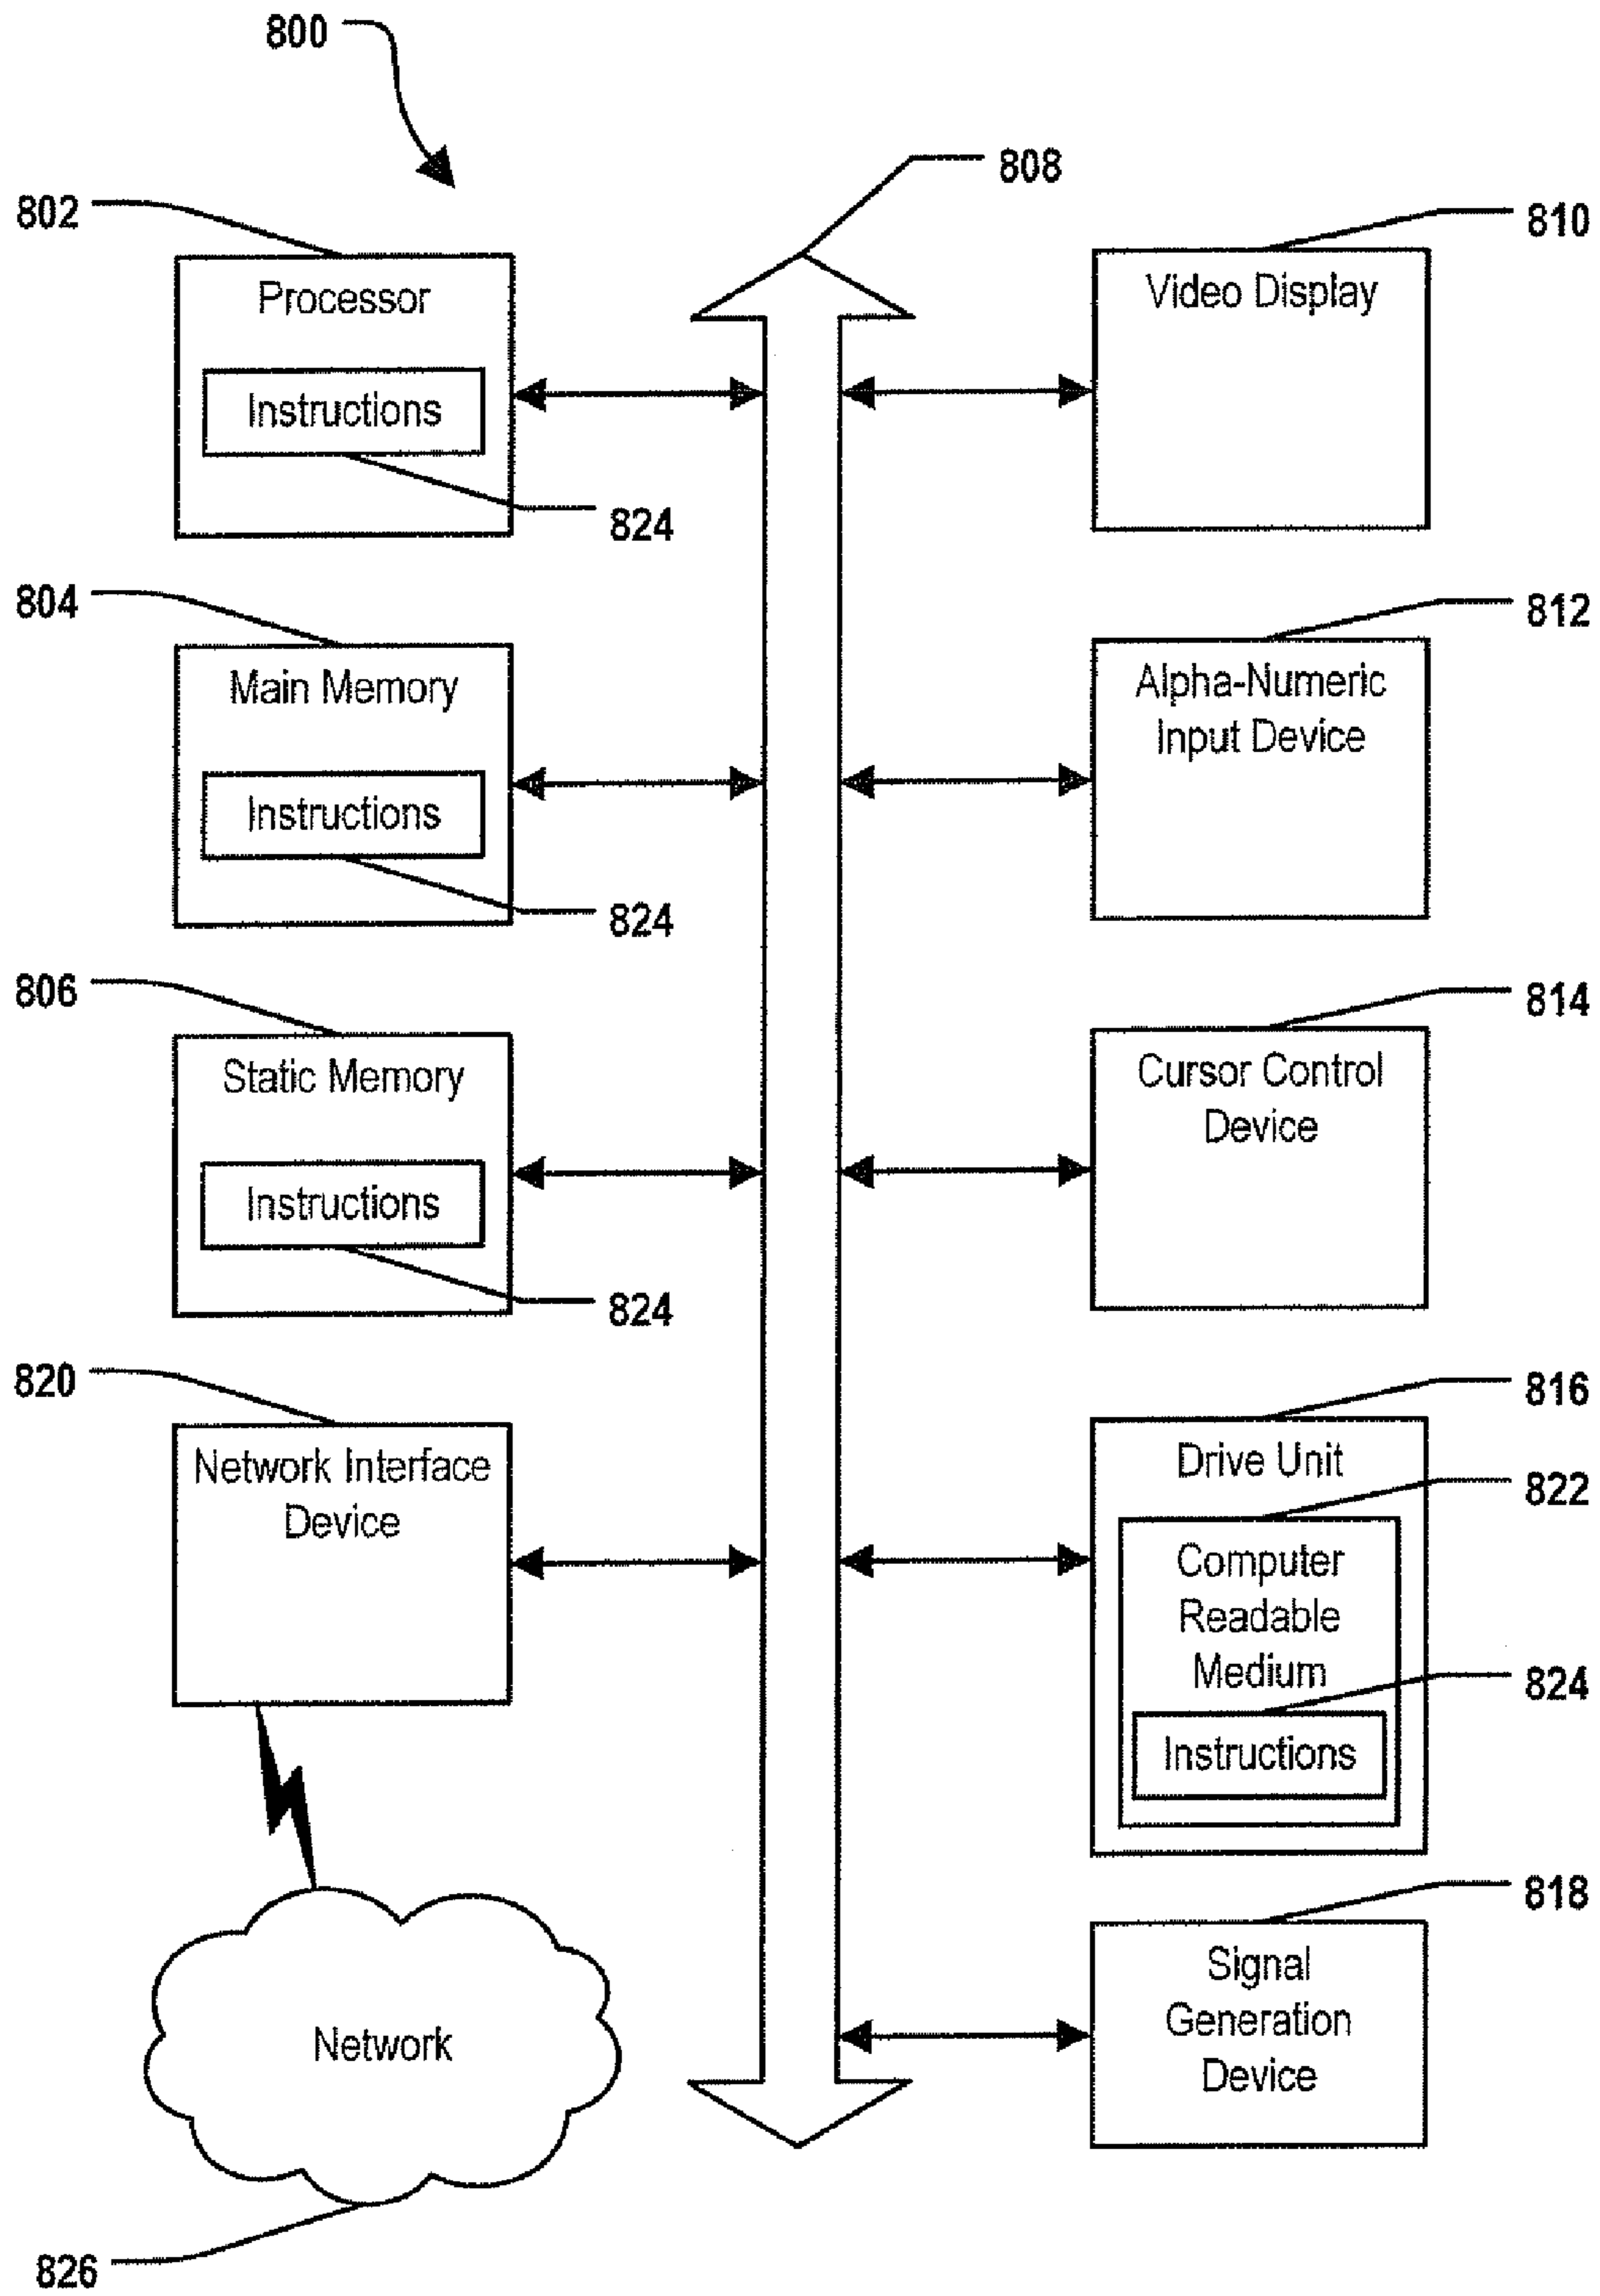 800
808
802
Processor
Instructions
824
810
Video Display
804
Main Memory
Instructions
824
812
Alpha-Numeric
Input Device
806
Static Memory
Instructions
824
814
Cursor Control
Device
820
Network Interface
Device
816
Drive Unit
822
Computer
Readable
Medium
824
Instructions
818
Signal
Generation
Device
Network
826